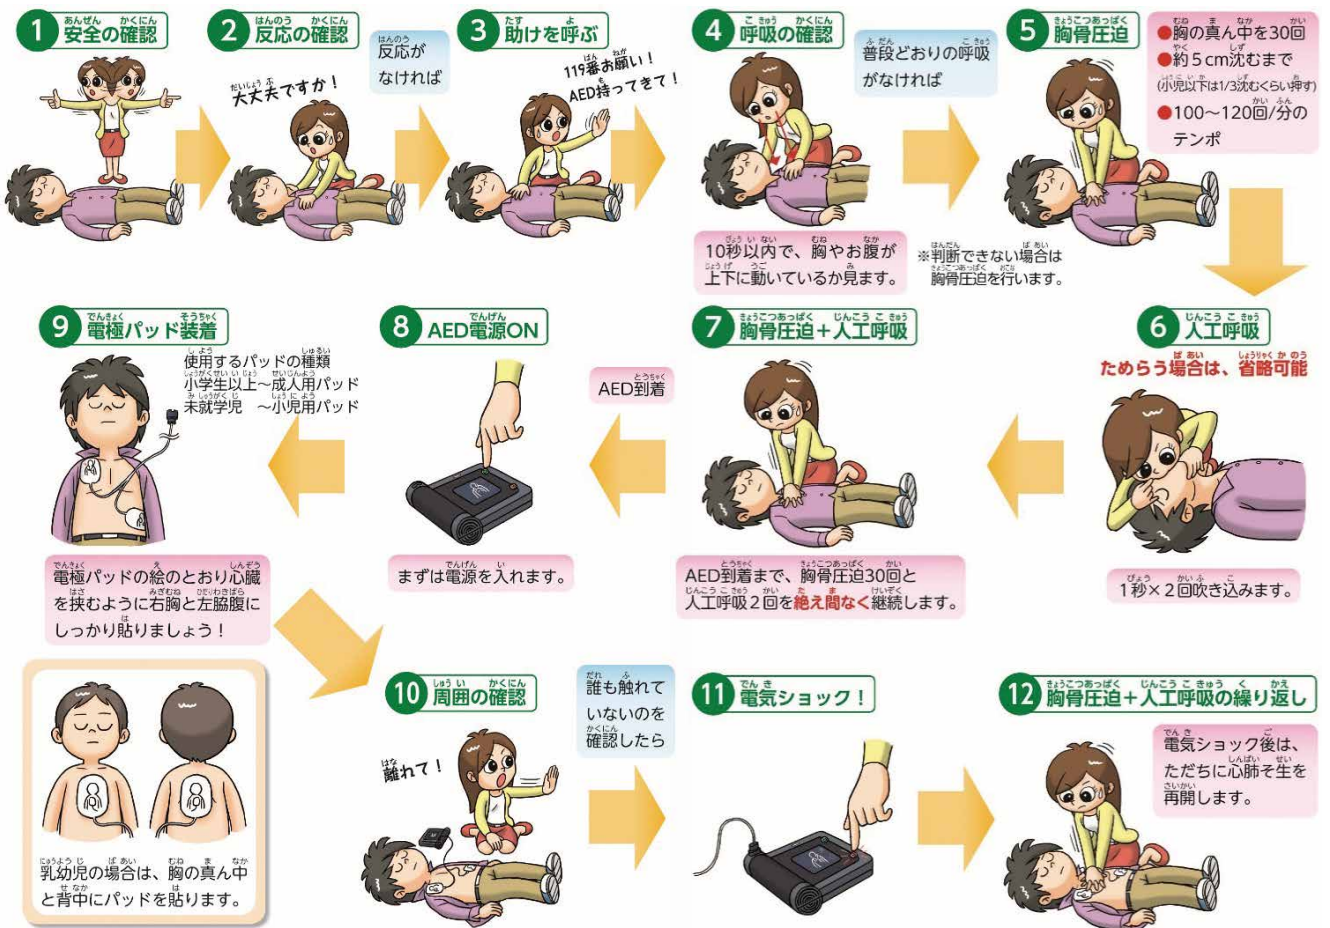 1 安全の確認
2 反応の確認
大丈夫ですか！
反応が
なければ
3 助けを呼ぶ
119番お願い！
AED持ってきて！
4 呼吸の確認
10秒以内で、胸やお腹が
上下に動いているか見ます。
普段どおりの呼吸
がなければ
※判断できない場合は
胸骨圧迫を行います。
5 胸骨圧迫
●胸の真ん中を30回
●約5cm沈むまで
(小児以下は1/3沈むくらい押す)
●100〜120回/分の
テンポ
6 人工呼吸
ためらう場合は、省略可能
1秒×2回吹き込みます。
7 胸骨圧迫+人工呼吸
AED到着まで、胸骨圧迫30回と
人工呼吸2回を絶え間なく継続します。
AED到着
8 AED電源ON
まずは電源を入れます。
9 電極パッド装着
使用するパッドの種類
小学生以上〜成人用パッド
未就学児 〜小児用パッド
電極パッドの絵のとおり心臓
を挟むように右胸と左脇腹に
しっかり貼りましょう！
乳幼児の場合は、胸の真ん中
と背中にパッドを貼ります。
10 周囲の確認
離れて！
誰も触れて
いないのを
確認したら
11 電気ショック！
12 胸骨圧迫+人工呼吸の繰り返し
電気ショック後は、
ただちに心肺そ生を
再開します。